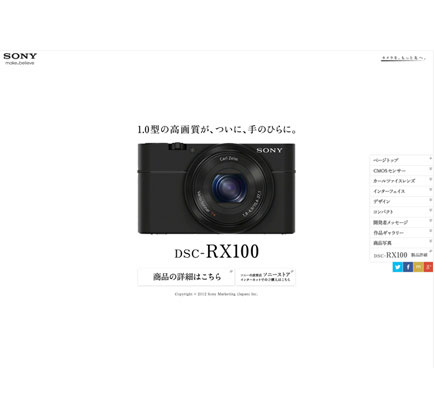 SONY
make.believe
カメラを、もっと先へ。
1.0型の高画質が、ついに、手のひらに。
SONY
Carl Zeiss
ページトップ
CMOSセンサー
カールツァイスレンズ
インターフェイス
デザイン
コンパクト
開発者メッセージ
作品ギャラリー
商品写真
DSC-RX100 製品詳細
DSC-RX100
商品の詳細はこちら
ソニーストア
インターネットでのご購入はこちら
Copyright © 2012 Sony Marketing (Japan) Inc.